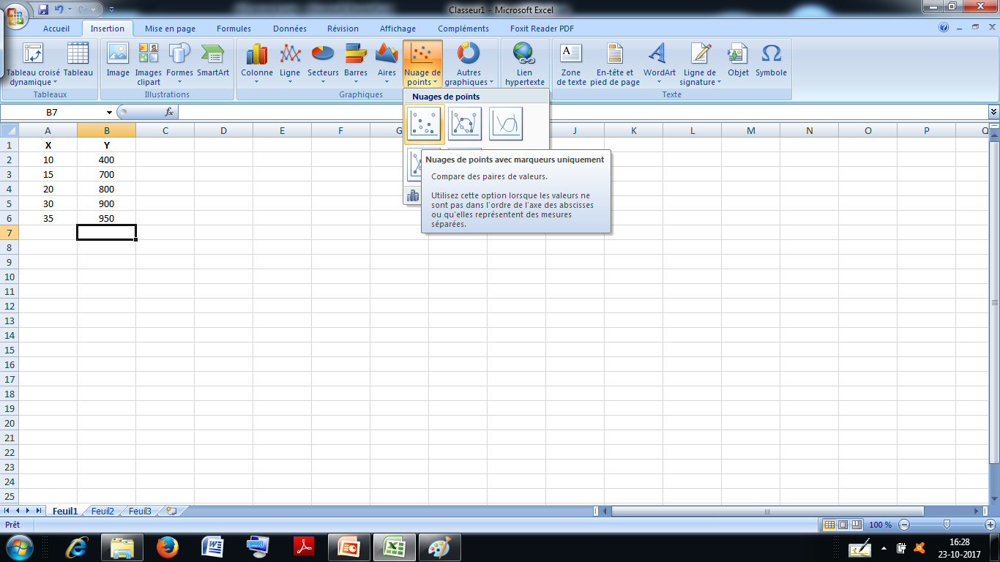 Classeur1 - Microsoft Excel
Accueil Insertion Mise en page Formules Données Révision Affichage Compléments Foxit Reader PDF
Tableau croisé dynamique Tableau Image Images clipart Formes SmartArt Colonne Ligne Secteurs Barres Aires Nuage de points Autres graphiques Lien hypertexte Zone de texte En-tête et pied de page WordArt Ligne de signature Objet Symbole
Tableaux Illustrations Graphiques Texte
Nuages de points
B7 fx
A B C D E F G J K L M N O P Q
1 X Y
2 10 400
3 15 700
4 20 800
5 30 900
6 35 950
7
8
9
10
11
12
13
14
15
16
17
18
19
20
21
22
23
24
25
Nuages de points avec marqueurs uniquement
Compare des paires de valeurs.
Utilisez cette option lorsque les valeurs ne
sont pas dans l'ordre de l'axe des abscisses
ou qu'elles représentent des mesures
séparées.
Feuil1 Feuil2 Feuil3
Prêt 100 %
16:28
23-10-2017